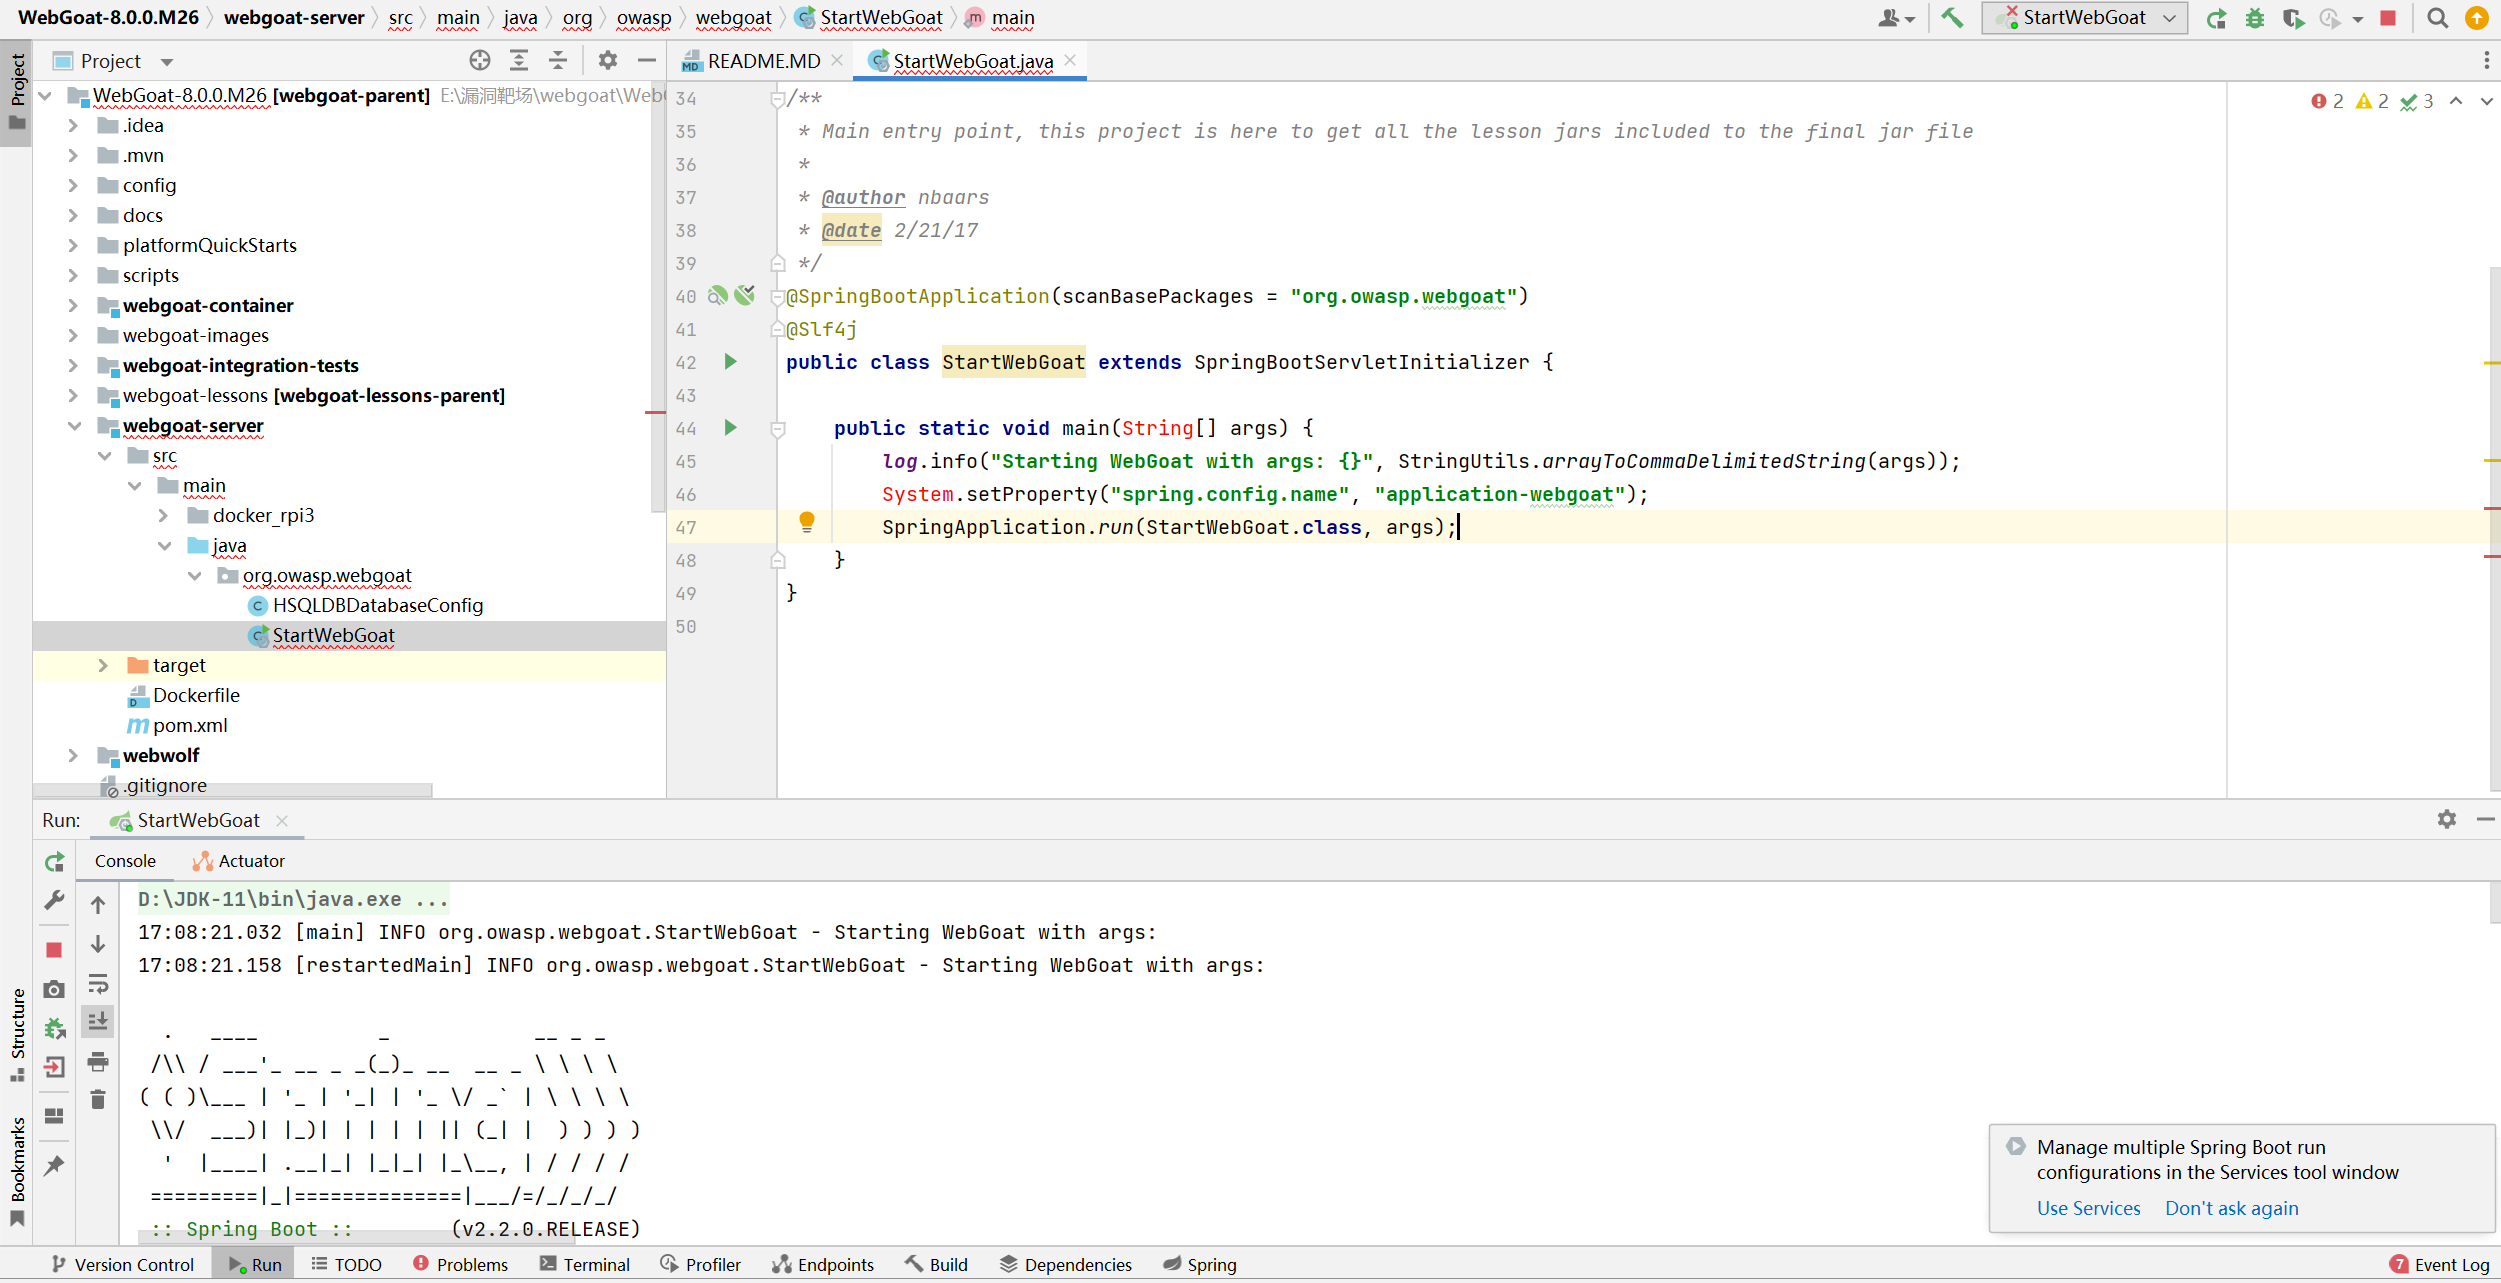 WebGoat-8.0.0.M26 webgoat-server src main java org owasp webgoat StartWebGoat main StartWebGoat
Project README.MD StartWebGoat.java
Project
WebGoat-8.0.0.M26 [webgoat-parent] E:\漏洞靶场\webgoat\Web
.idea
.mvn
config
docs
platformQuickStarts
scripts
webgoat-container
webgoat-images
webgoat-integration-tests
webgoat-lessons [webgoat-lessons-parent]
webgoat-server
src
main
docker_rpi3
java
org.owasp.webgoat
HSQLDBDatabaseConfig
StartWebGoat
target
Dockerfile
pom.xml
webwolf
.gitignore
2 2 3
34 /**
35 * Main entry point, this project is here to get all the lesson jars included to the final jar file
36 *
37 * @author nbaars
38 * @date 2/21/17
39 */
40 @SpringBootApplication(scanBasePackages = "org.owasp.webgoat")
41 @Slf4j
42 public class StartWebGoat extends SpringBootServletInitializer {
43
44 public static void main(String[] args) {
45 log.info("Starting WebGoat with args: {}", StringUtils.arrayToCommaDelimitedString(args));
46 System.setProperty("spring.config.name", "application-webgoat");
47 SpringApplication.run(StartWebGoat.class, args);
48 }
49 }
50
Run: StartWebGoat
Console Actuator
D:\JDK-11\bin\java.exe ...
17:08:21.032 [main] INFO org.owasp.webgoat.StartWebGoat - Starting WebGoat with args:
17:08:21.158 [restartedMain] INFO org.owasp.webgoat.StartWebGoat - Starting WebGoat with args:
  .   ____          _            __ _ _
 /\\ / ___'_ __ _ _(_)_ __  __ _ \ \ \ \
( ( )\___ | '_ | '_| | '_ \/ _` | \ \ \ \
 \\/  ___)| |_)| | | | | || (_| |  ) ) ) )
  '  |____| .__|_| |_|_| |_\__, | / / / /
 =========|_|==============|___/=/_/_/_/
 :: Spring Boot ::        (v2.2.0.RELEASE)
Structure
Bookmarks
Manage multiple Spring Boot run
configurations in the Services tool window
Use Services Don't ask again
Version Control Run TODO Problems Terminal Profiler Endpoints Build Dependencies Spring 7 Event Log